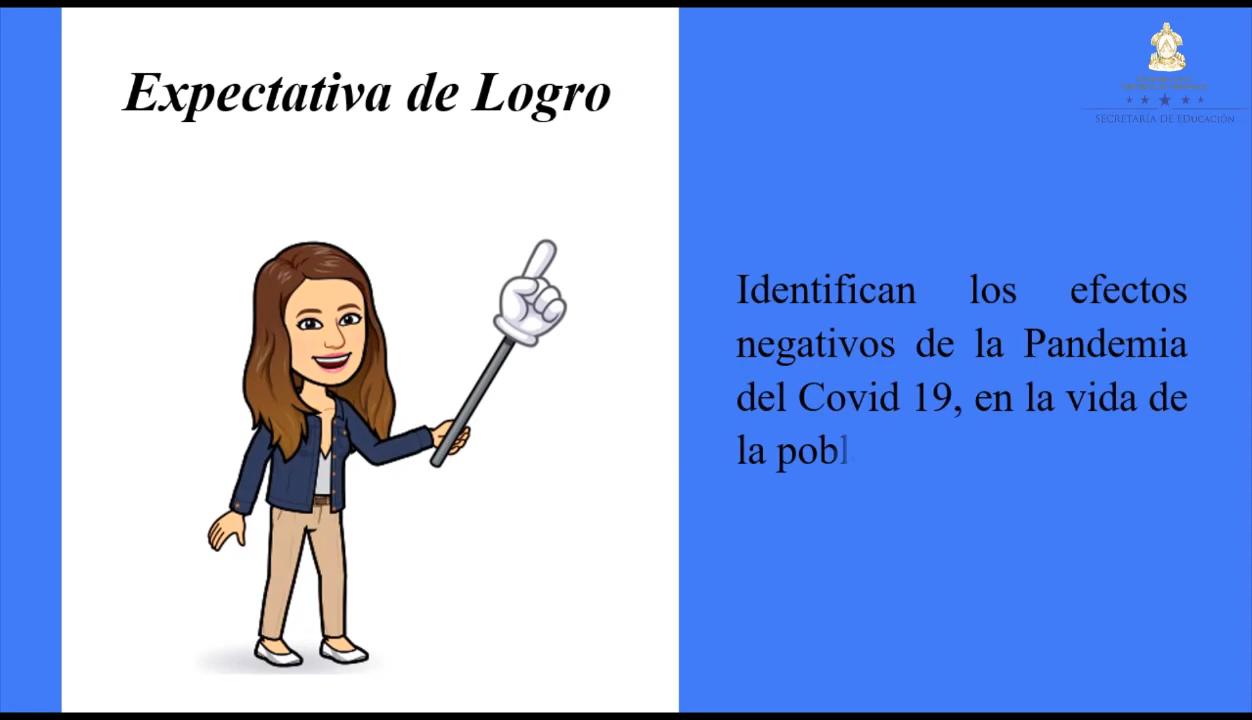 Expectativa de Logro
SECRETARÍA DE EDUCACIÓN
Identifican los efectos
negativos de la Pandemia
del Covid 19, en la vida de
la pobl